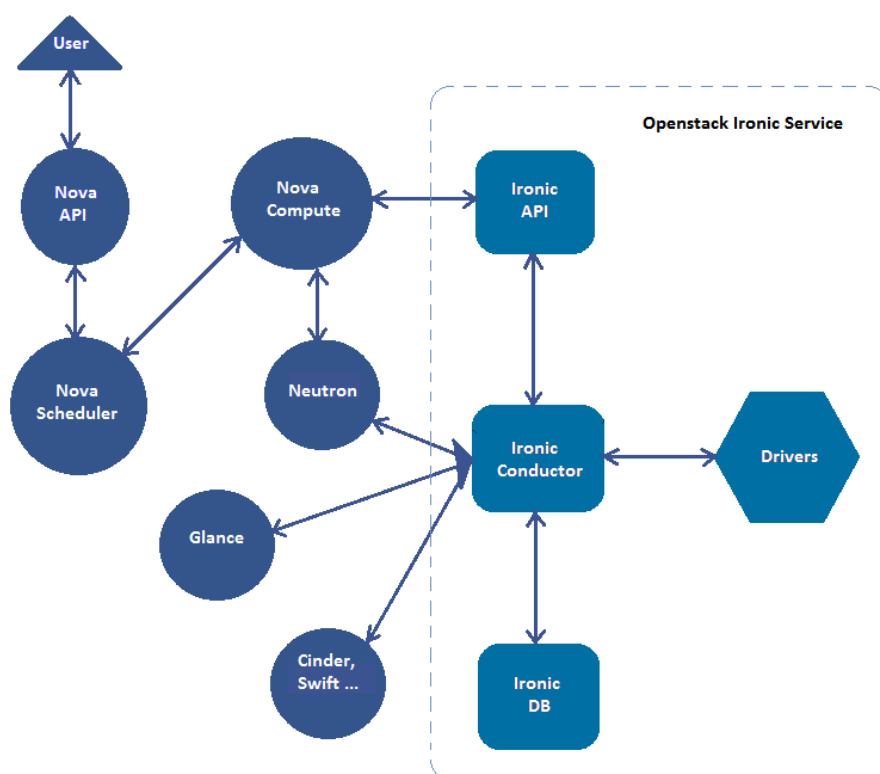 User
Openstack Ironic Service
Nova
API
Nova
Compute
Ironic
API
Nova
Scheduler
Neutron
Ironic
Conductor
Drivers
Glance
Cinder,
Swift ...
Ironic
DB